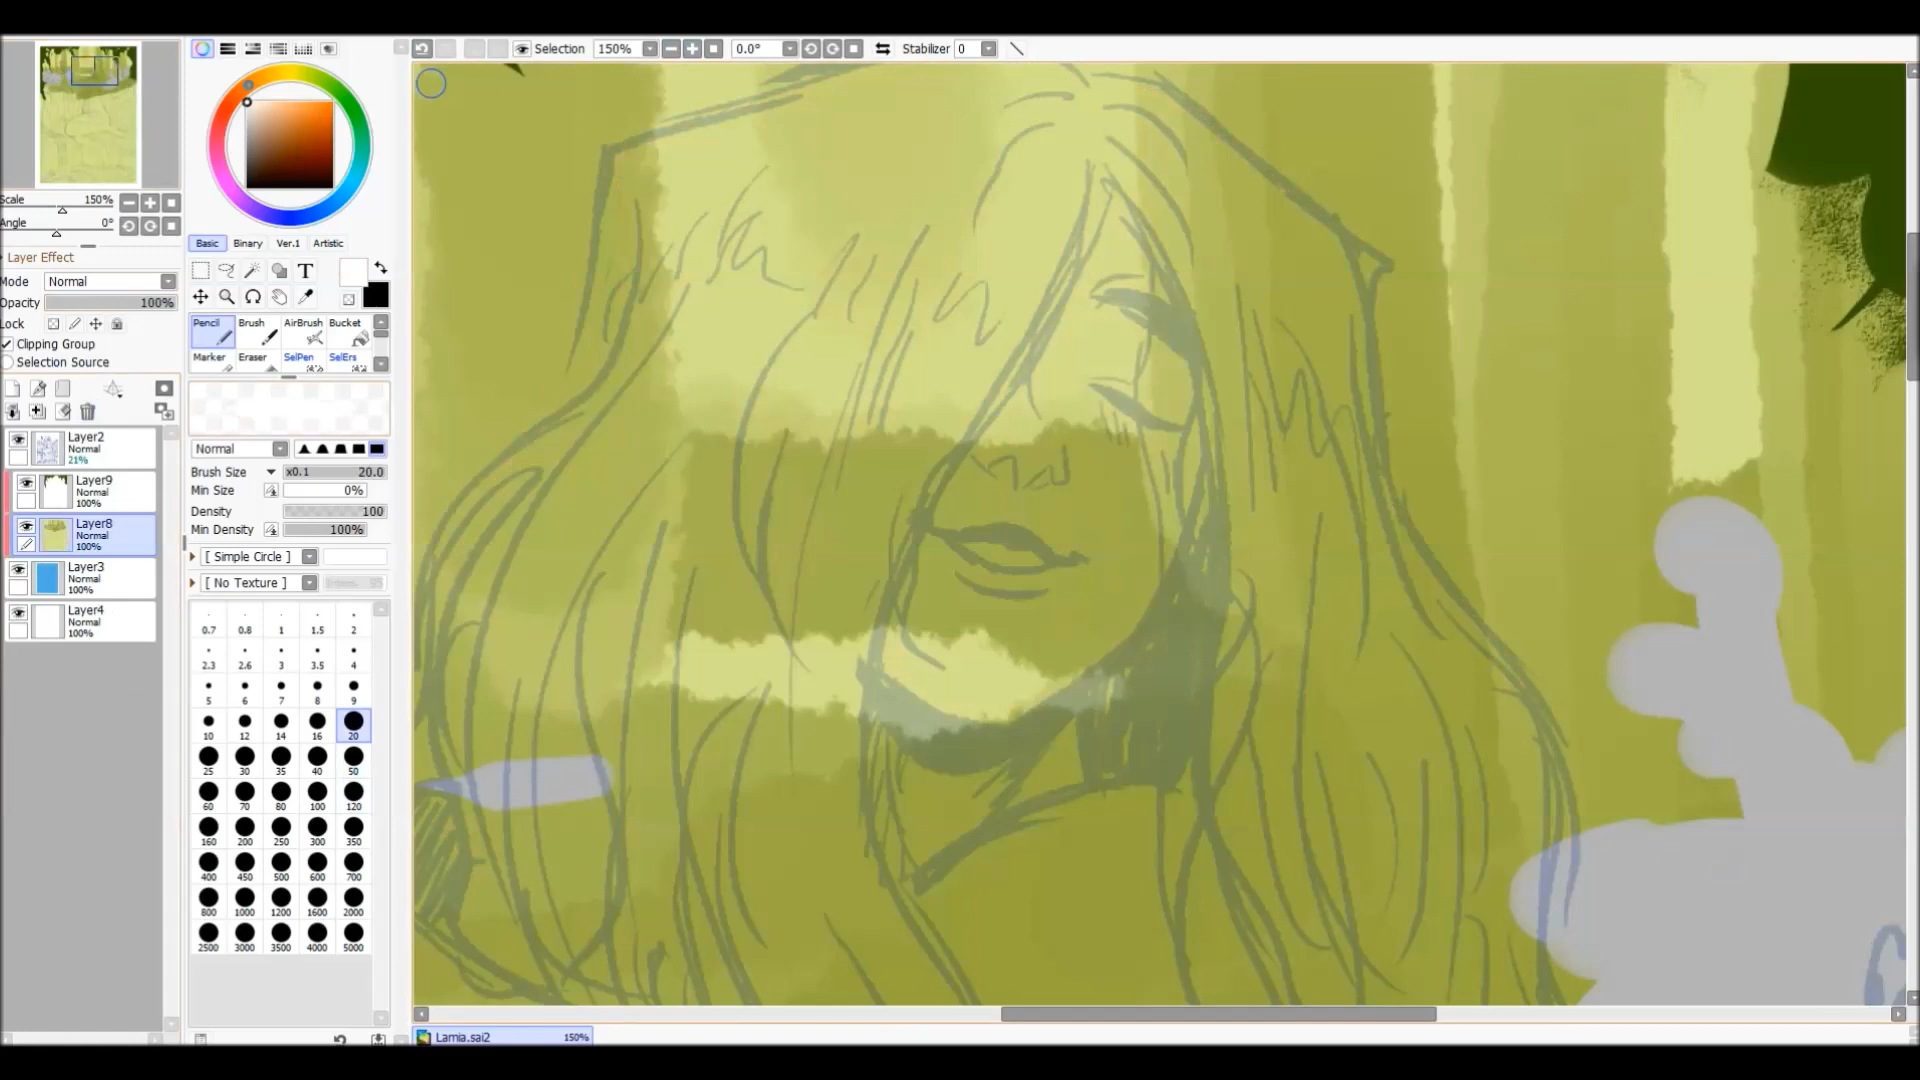 Selection 150% 0.0° Stabilizer 0
Scale 150%
Angle 0°
Layer Effect
Mode Normal
Opacity 100%
Lock
Clipping Group
Selection Source
Layer2
Normal
21%
Layer9
Normal
100%
Layer8
Normal
100%
Layer3
Normal
100%
Layer4
Normal
100%
Basic Binary Ver.1 Artistic
T
Pencil Brush AirBrush Bucket
Marker Eraser SelPen SelErs
Normal
Brush Size x0.1 20.0
Min Size 0%
Density 100
Min Density 100%
[ Simple Circle ]
[ No Texture ] 95
0.7 0.8 1 1.5 2
2.3 2.6 3 3.5 4
5 6 7 8 9
10 12 14 16 20
25 30 35 40 50
60 70 80 100 120
160 200 250 300 350
400 450 500 600 700
800 1000 1200 1600 2000
2500 3000 3500 4000 5000
Lamia.sai2 150%